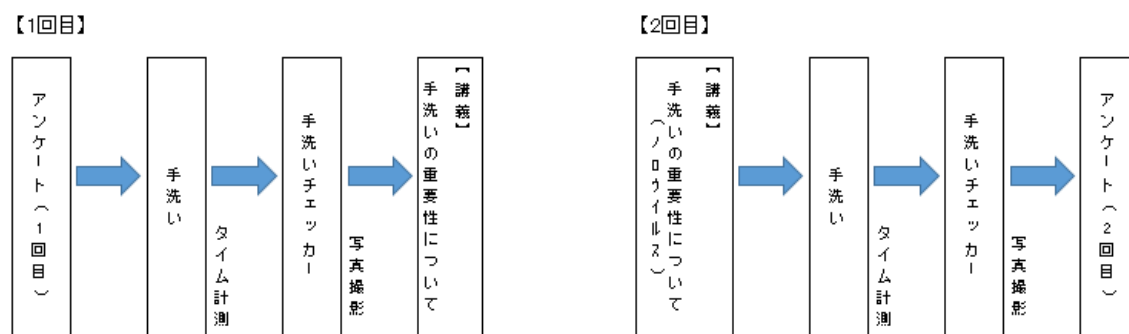 【1回目】
アンケート（1回目）
手洗い
タイム計測
手洗いチェッカー
写真撮影
【講義】
手洗いの重要性について
【2回目】
【講義】
手洗いの重要性について
（ノロウイルス）
手洗い
タイム計測
手洗いチェッカー
写真撮影
アンケート（2回目）